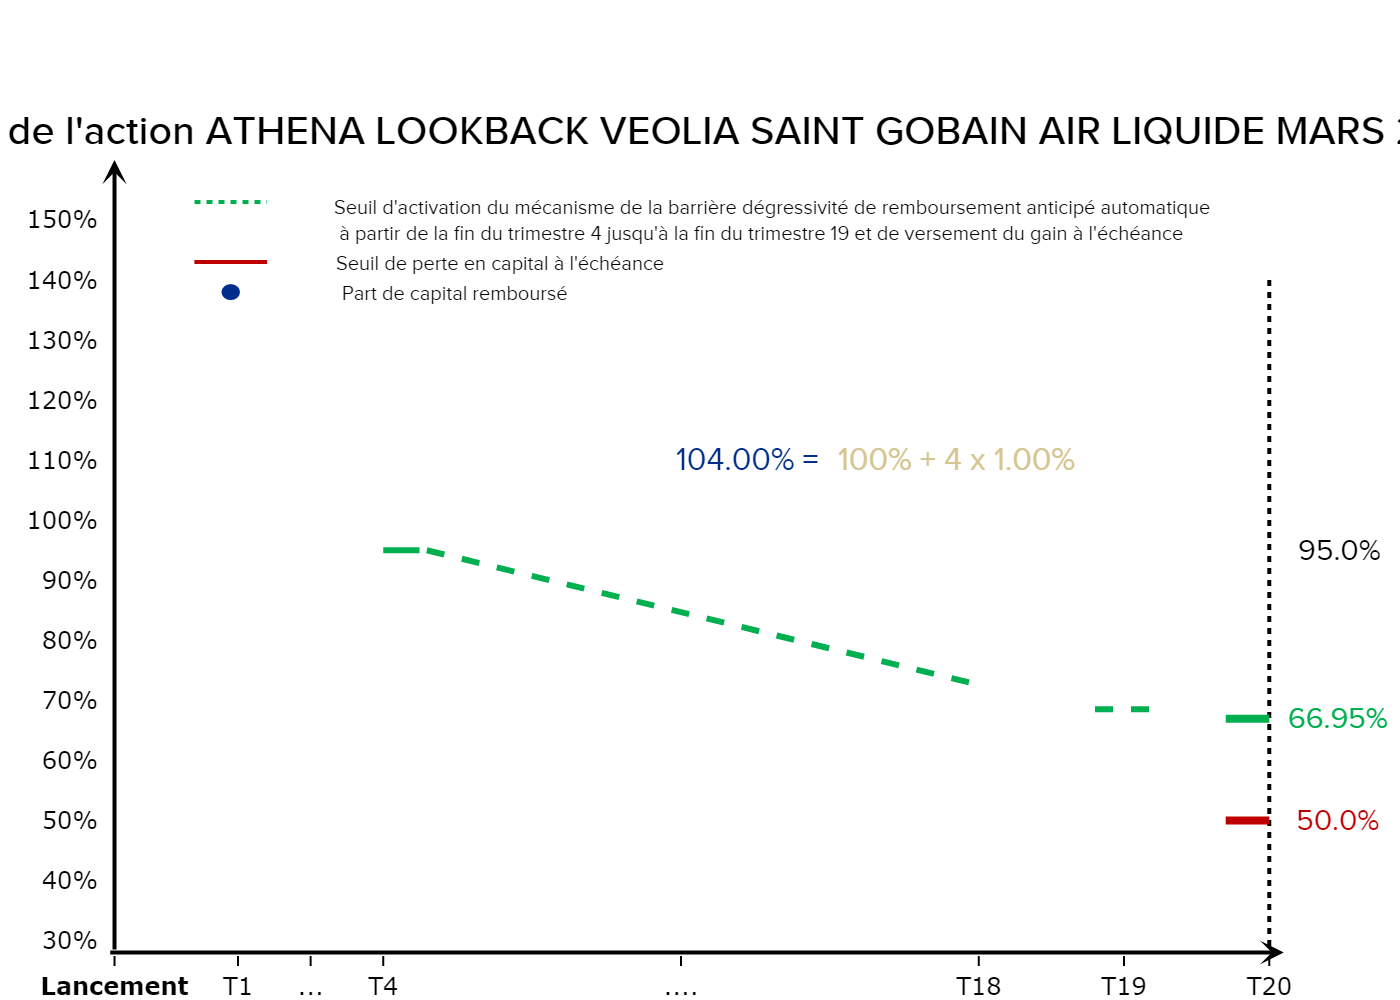 de l'action ATHENA LOOKBACK VEOLIA SAINT GOBAIN AIR LIQUIDE MARS
Seuil d'activation du mécanisme de la barrière dégressivité de remboursement anticipé automatique
à partir de la fin du trimestre 4 jusqu'à la fin du trimestre 19 et de versement du gain à l'échéance
Seuil de perte en capital à l'échéance
Part de capital remboursé
150%
140%
130%
120%
110%
100%
90%
80%
70%
60%
50%
40%
30%
104.00% = 100% + 4 x 1.00%
95.0%
66.95%
50.0%
Lancement T1 ... T4 .... T18 T19 T20